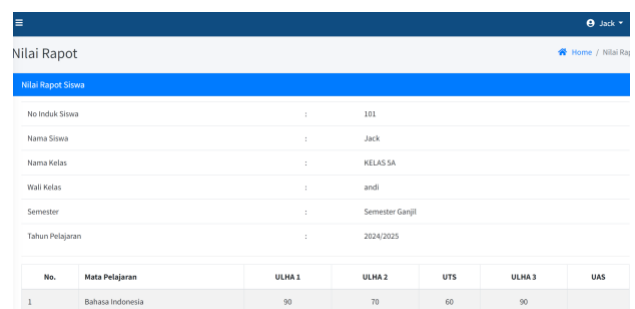 Jack
Nilai Rapot
Home / Nilai Rap
Nilai Rapot Siswa
No Induk Siswa : 101
Nama Siswa : Jack
Nama Kelas : KELAS 5A
Wali Kelas : andi
Semester : Semester Ganjil
Tahun Pelajaran : 2024/2025
No. Mata Pelajaran ULHA 1 ULHA 2 UTS ULHA 3 UAS
1 Bahasa Indonesia 90 70 60 90